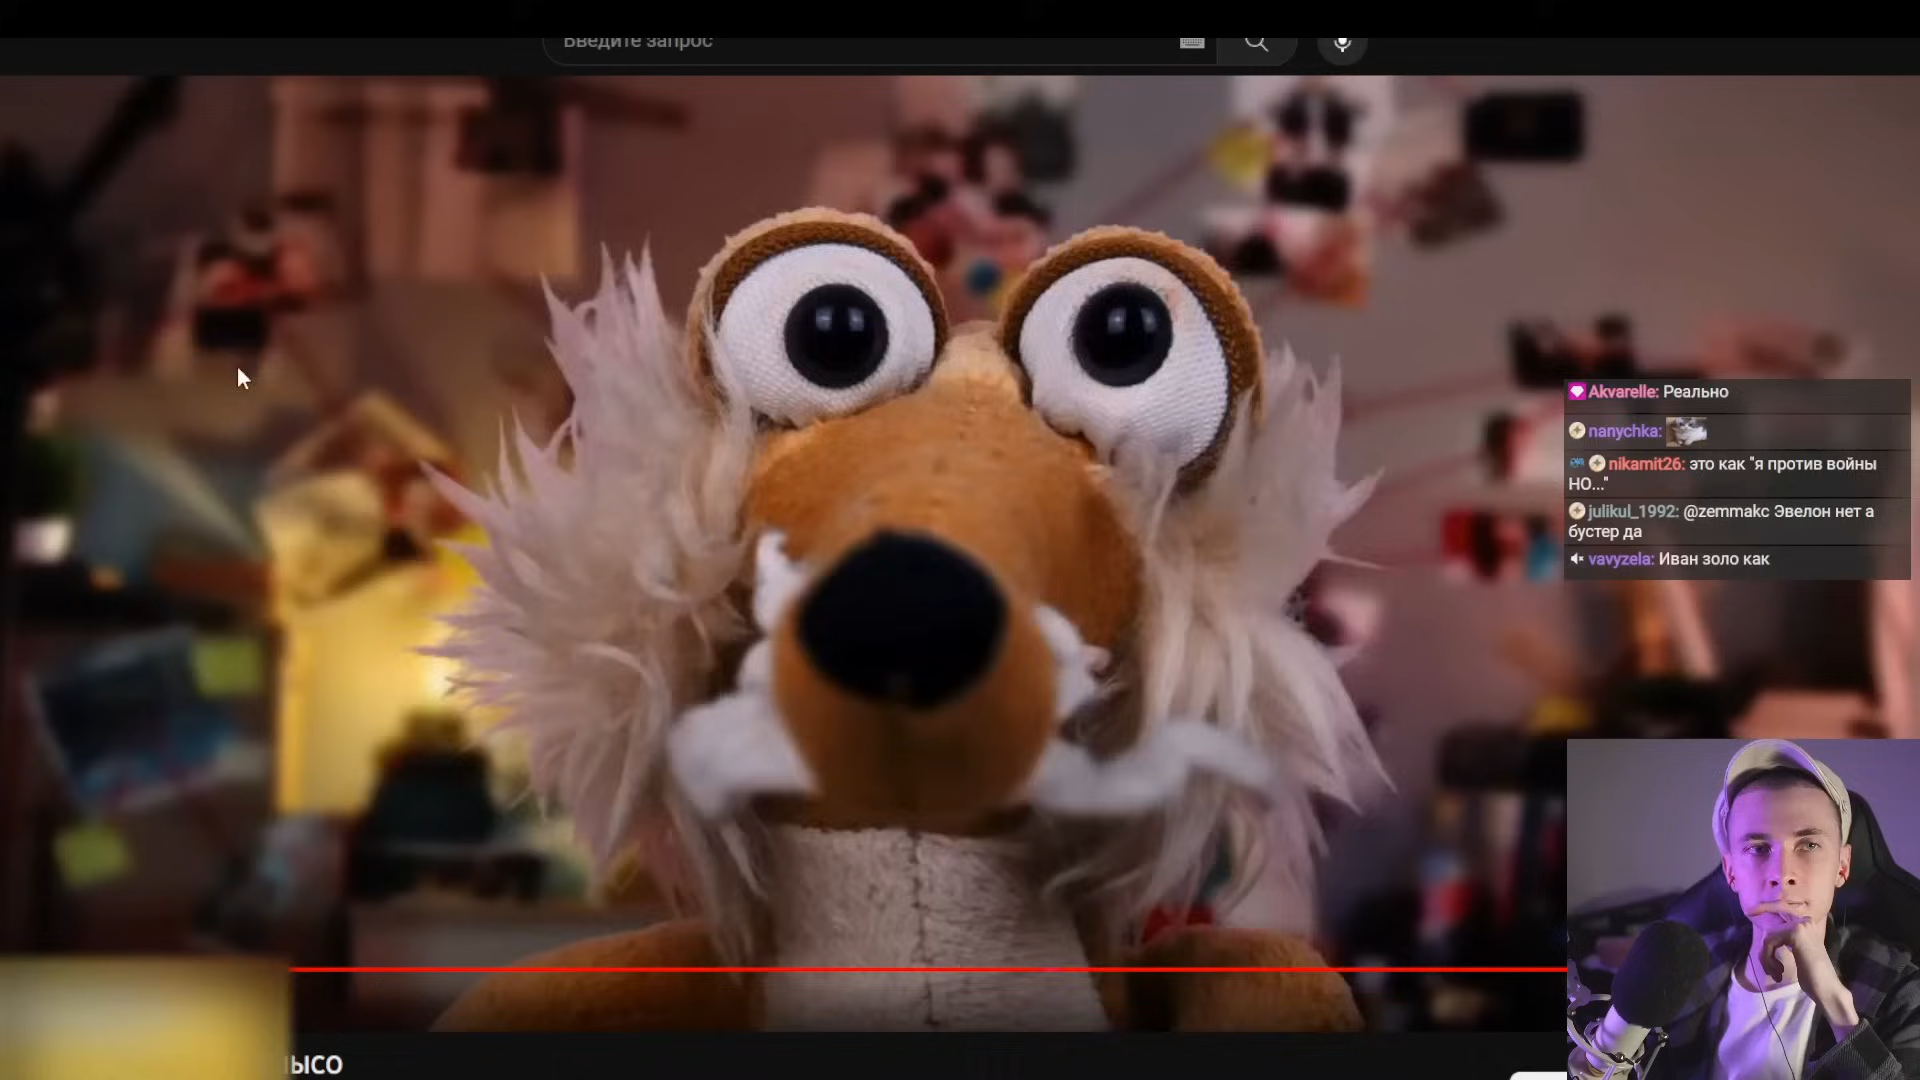 Введите запрос
Akvarelle: Реально
nanychka:
nikamit26: это как "я против войны
НО..."
julikul_1992: @zemmakc Эвелон нет а
бустер да
vavyzela: Иван золо как
ЫСО